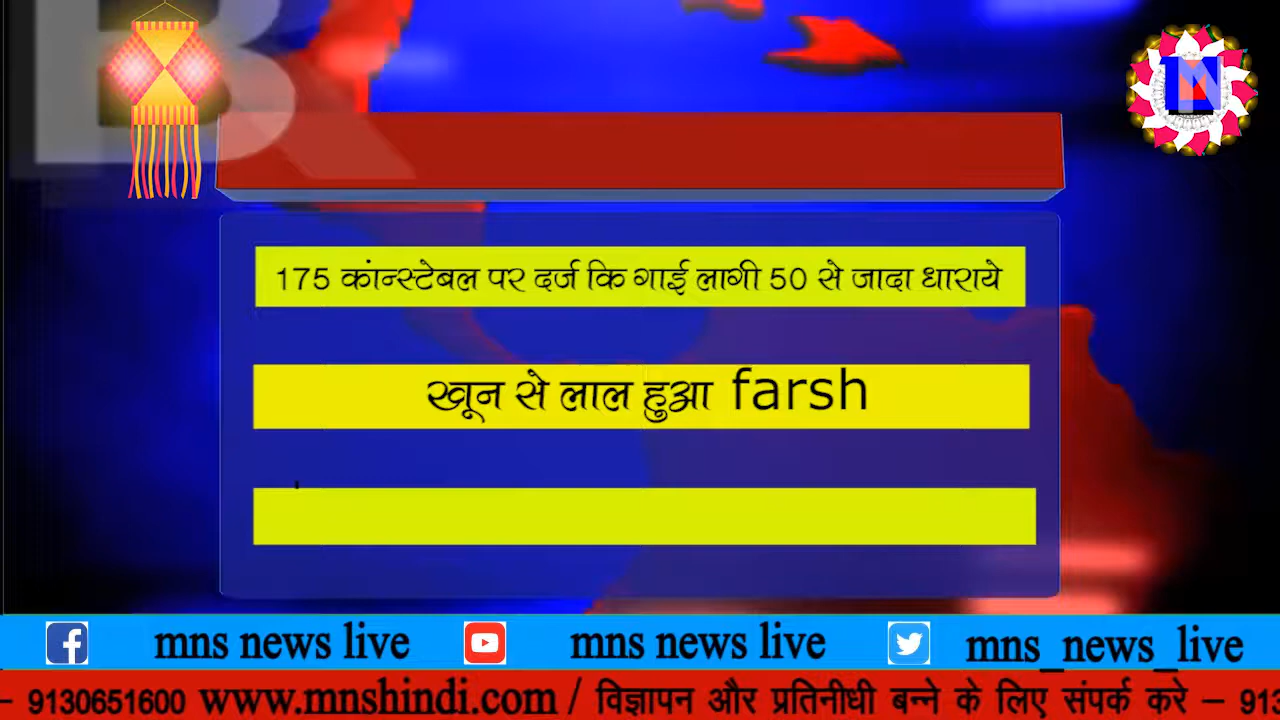 175 कांन्स्टेबल पर दर्ज कि गाई लागी 50 से जादा धाराये
खून से लाल हुआ farsh
mns news live mns news live mns_news_live
- 9130651600 www.mnshindi.com / विज्ञापन और प्रतिनीधी बन्ने के लिए संपर्क करे – 913